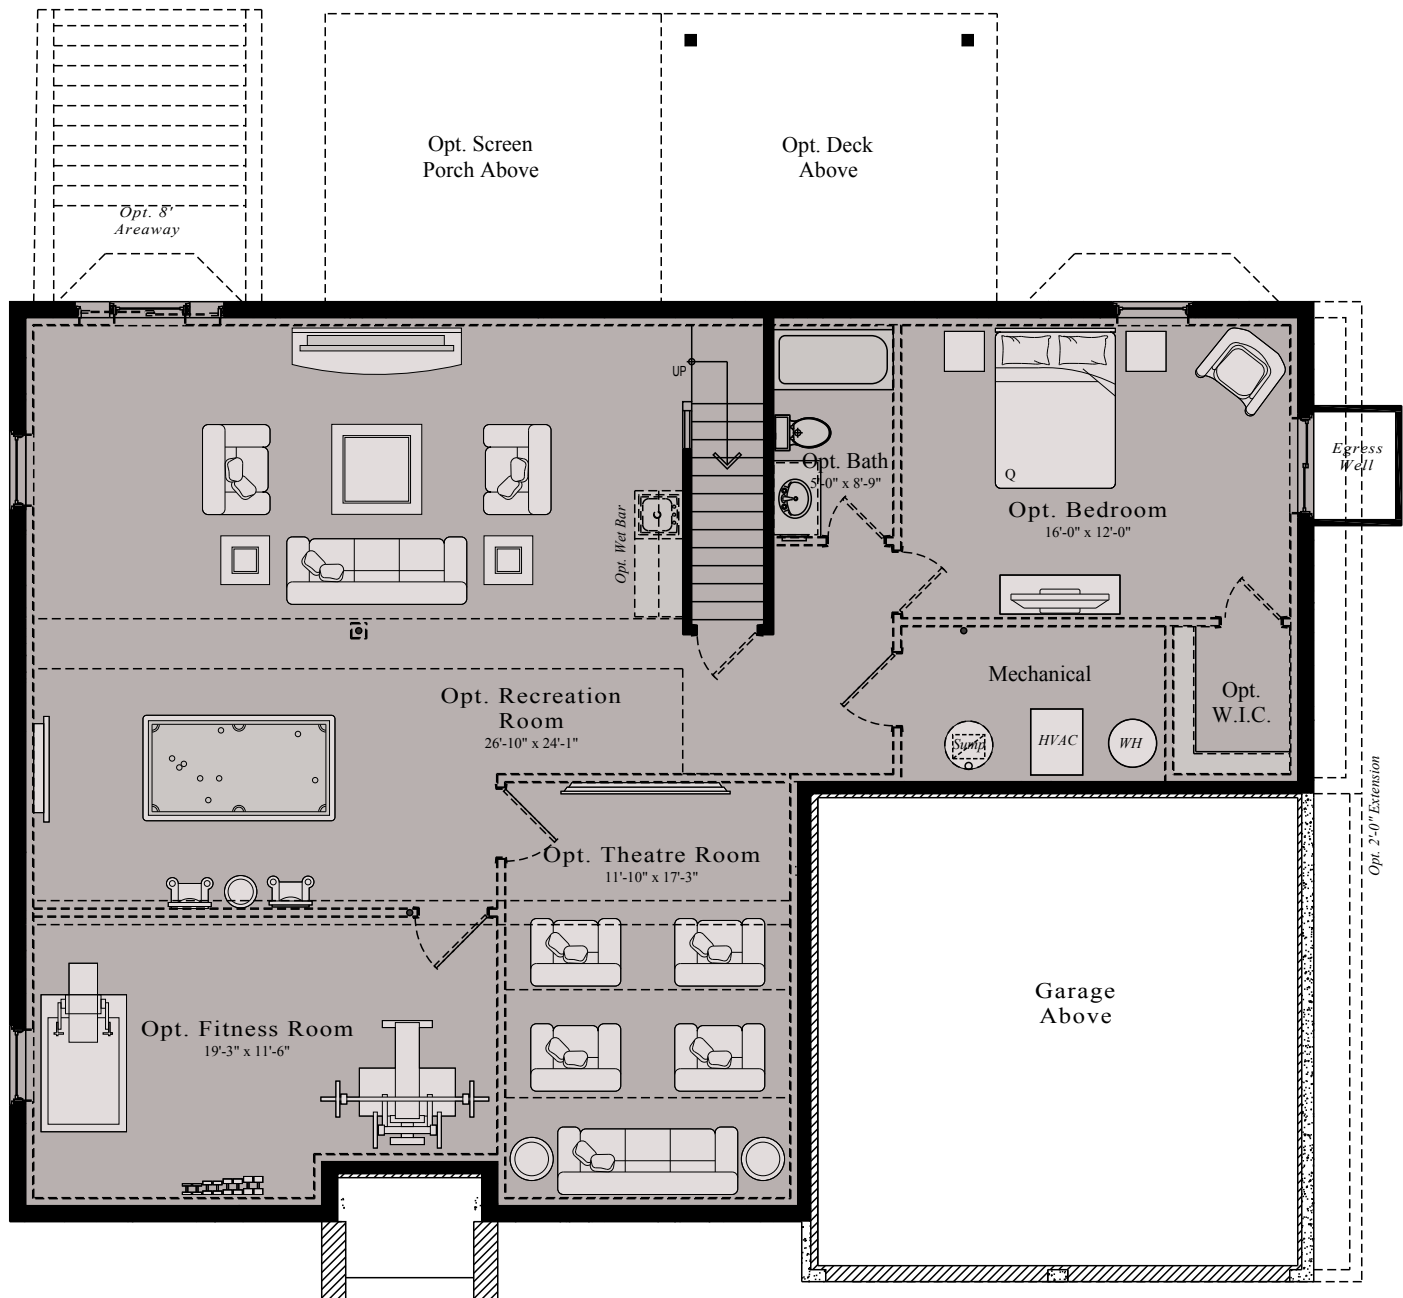 Opt. Screen
Porch Above
Opt. Deck
Above
Opt. 8'
Areaway
UP
Opt. Wet Bar
Opt. Bath
5'-0" x 8'-9"
Q
Opt. Bedroom
16'-0" x 12'-0"
Egress
Well
Opt. Recreation
Room
26'-10" x 24'-1"
Mechanical
Sump
HVAC
WH
Opt.
W.I.C.
Opt. 2'-0" Extension
Opt. Theatre Room
11'-10" x 17'-3"
Opt. Fitness Room
19'-3" x 11'-6"
Garage
Above